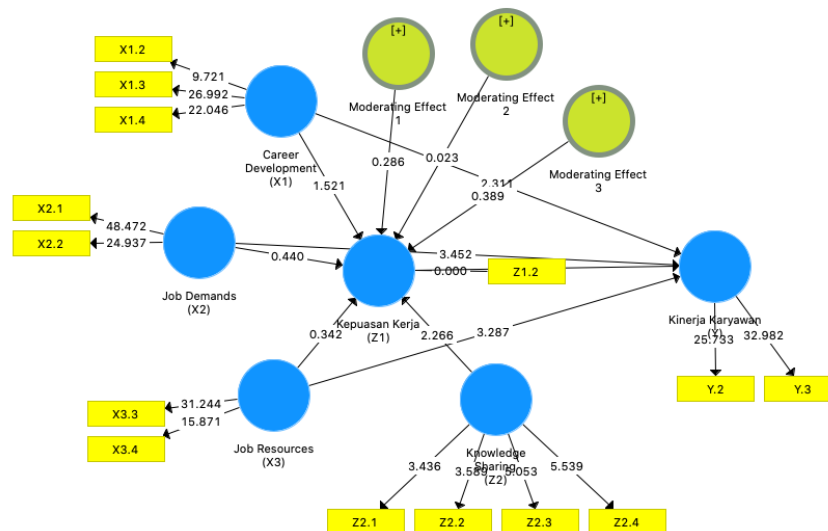 [+]
[+]
X1.2
9.721
X1.3
26.992
[+]
X1.4
22.046
Moderating Effect
1
Moderating Effect
2
Career
Development
(X1)
0.286
0.023
Moderating Effect
3
1.521
2.311
0.389
X2.1
48.472
X2.2
24.937
0.440
3.452
0.000
Z1.2
Job Demands
(X2)
Kepuasan Kerja
(Z1)
Kinerja Karyawan
(Y)
0.342
2.266
3.287
25.733
32.982
X3.3
31.244
15.871
X3.4
Y.2
Y.3
Job Resources
(X3)
Knowledge
Sharing
(Z2)
3.436
3.589
5.053
5.539
Z2.1
Z2.2
Z2.3
Z2.4